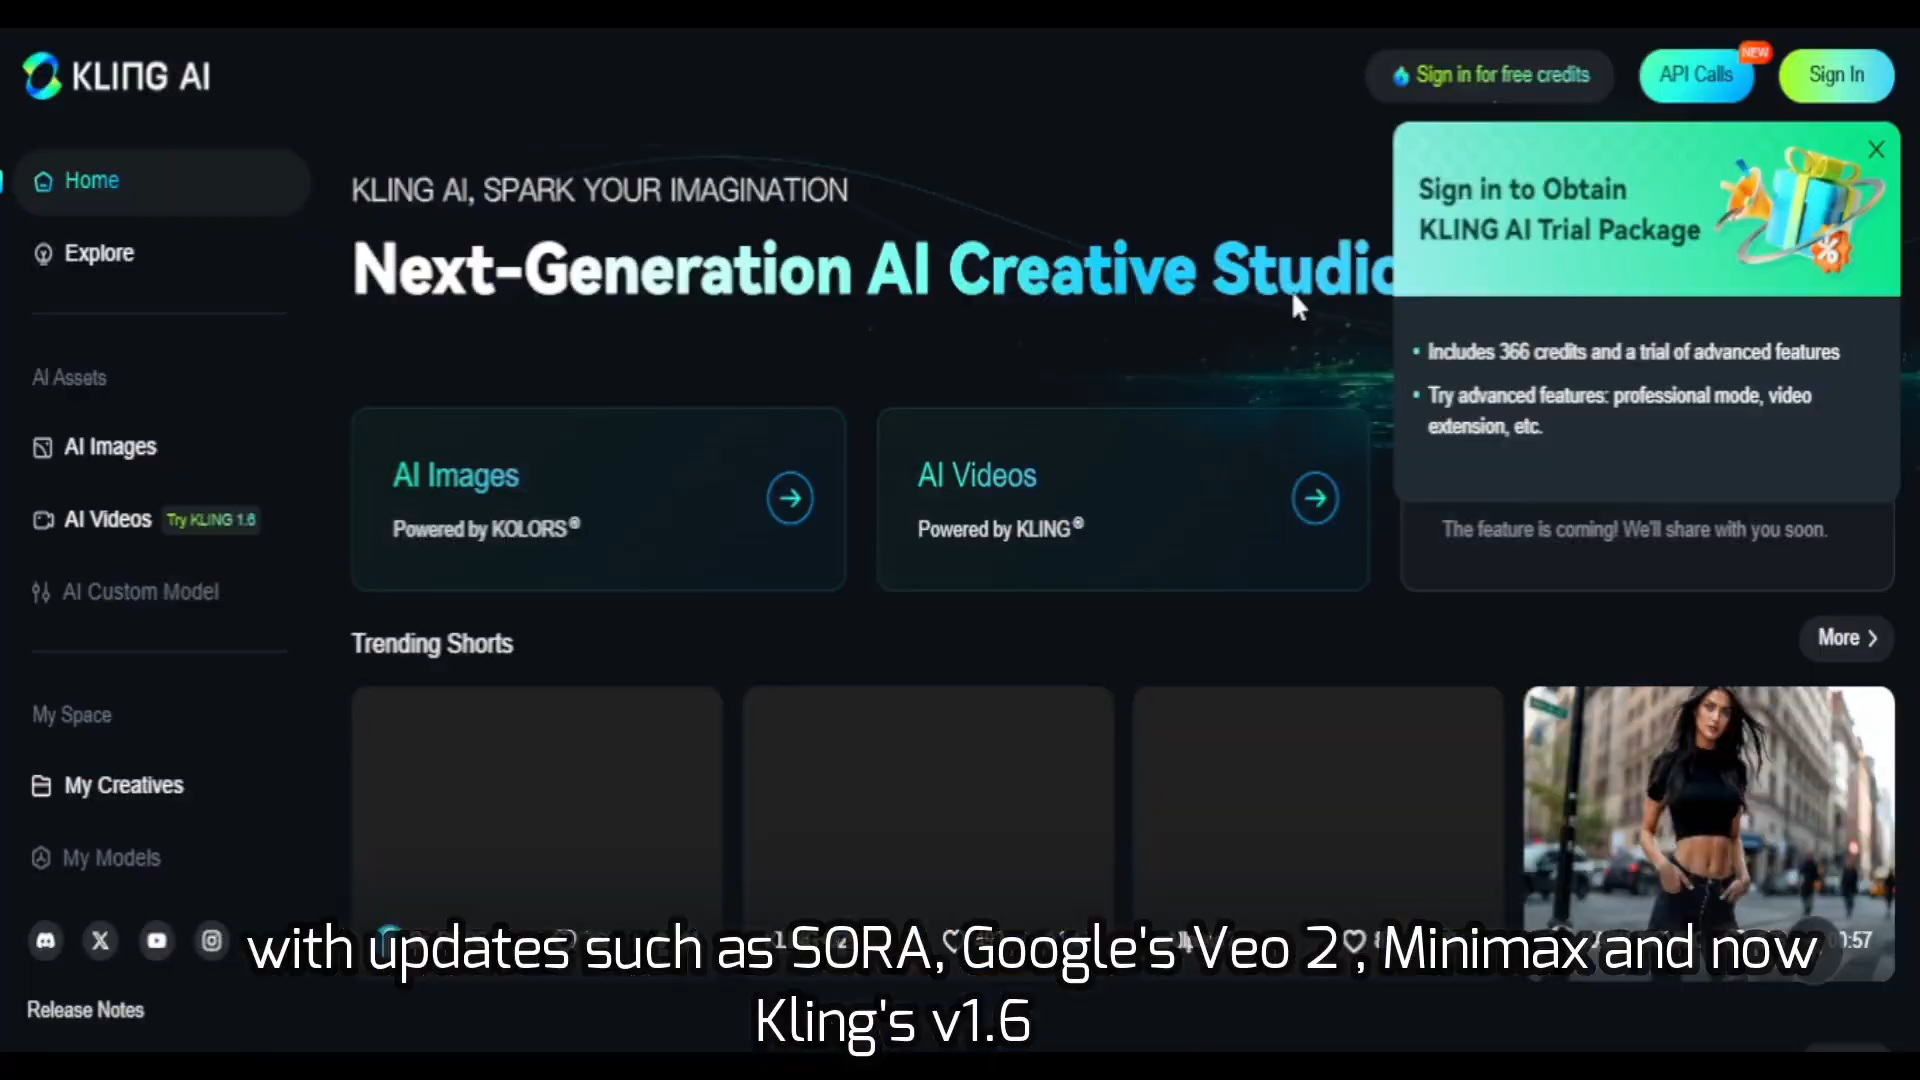 KLING AI
Sign in for free credits
API Calls
NEW
Sign In
Home
Explore
AI Assets
AI Images
AI Videos Try KLING 1.6
AI Custom Model
My Space
My Creatives
My Models
Release Notes
KLING AI, SPARK YOUR IMAGINATION
Next-Generation AI Creative Studio
Sign in to Obtain
KLING AI Trial Package
• Includes 366 credits and a trial of advanced features
• Try advanced features: professional mode, video
extension, etc.
AI Images
Powered by KOLORS®
AI Videos
Powered by KLING®
The feature is coming! We'll share with you soon.
Trending Shorts
More
with updates such as SORA, Google's Veo 2, Minimax and now
Kling's v1.6